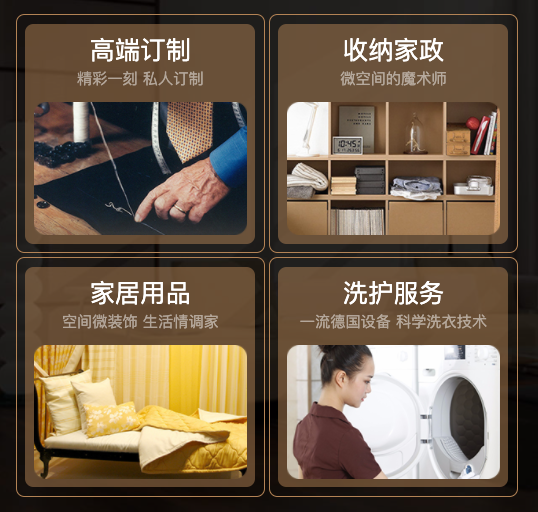 高端订制
精彩一刻 私人订制
收纳家政
微空间的魔术师
10:45
家居用品
空间微装饰 生活情调家
洗护服务
一流德国设备 科学洗衣技术